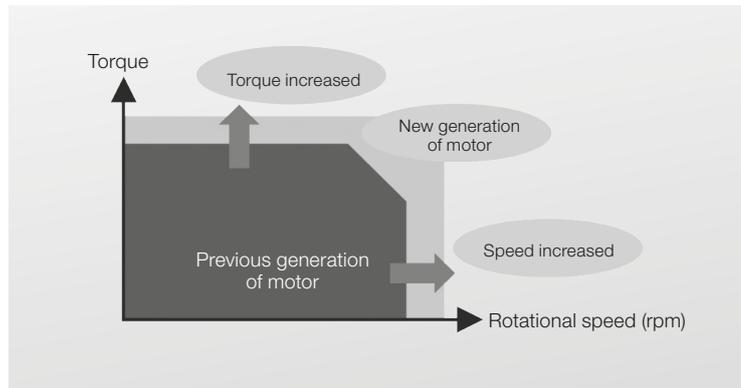 Torque
Torque increased
New generation
of motor
Previous generation
of motor
Speed increased
Rotational speed (rpm)